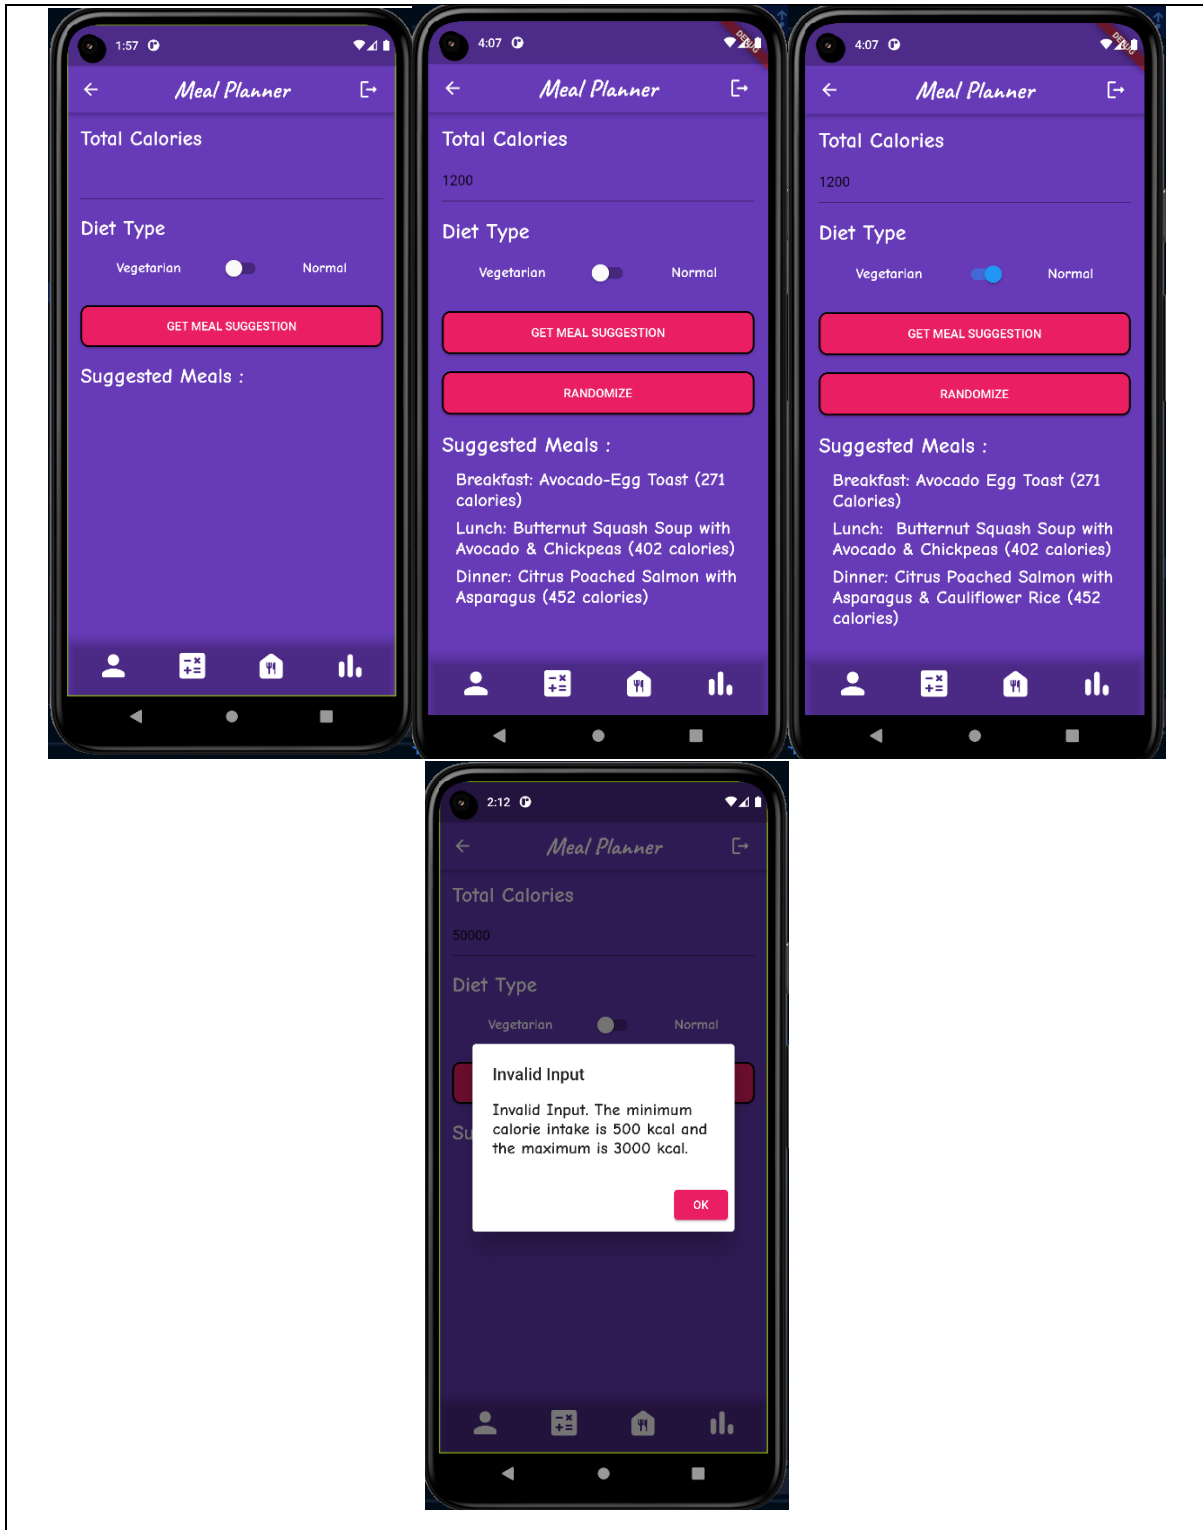 1:57
Meal Planner
Total Calories
Diet Type
Vegetarian Normal
GET MEAL SUGGESTION
Suggested Meals :
4:07
DEBUG
Meal Planner
Total Calories
1200
Diet Type
Vegetarian Normal
GET MEAL SUGGESTION
RANDOMIZE
Suggested Meals :
Breakfast: Avocado-Egg Toast (271
calories)
Lunch: Butternut Squash Soup with
Avocado & Chickpeas (402 calories)
Dinner: Citrus Poached Salmon with
Asparagus (452 calories)
4:07
DEBUG
Meal Planner
Total Calories
1200
Diet Type
Vegetarian Normal
GET MEAL SUGGESTION
RANDOMIZE
Suggested Meals :
Breakfast: Avocado Egg Toast (271
Calories)
Lunch: Butternut Squash Soup with
Avocado & Chickpeas (402 calories)
Dinner: Citrus Poached Salmon with
Asparagus & Cauliflower Rice (452
calories)
2:12
Meal Planner
Total Calories
50000
Diet Type
Vegetarian Normal
Su
Invalid Input
Invalid Input. The minimum
calorie intake is 500 kcal and
the maximum is 3000 kcal.
OK